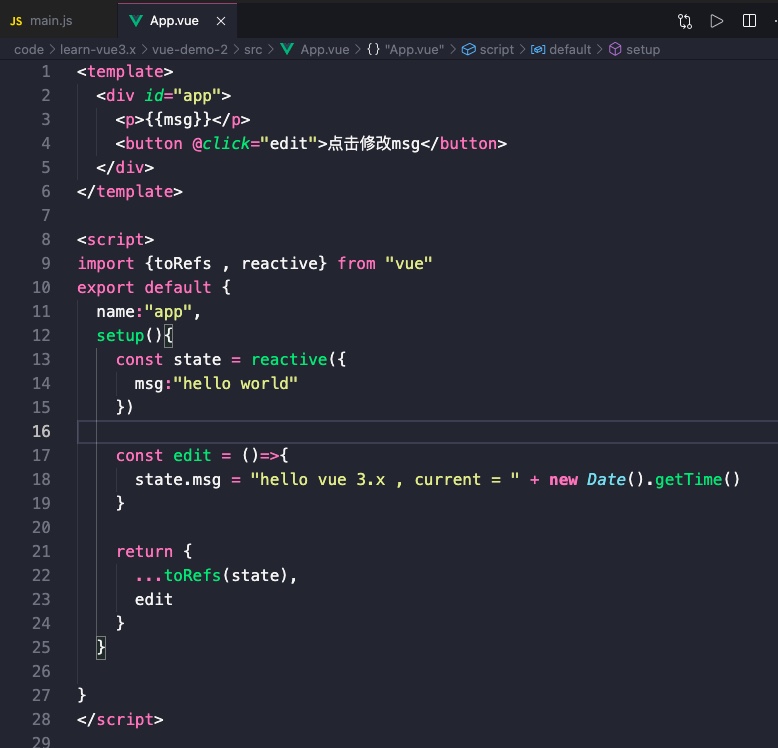 JS main.js App.vue ×
code > learn-vue3.x > vue-demo-2 > src > App.vue > {} "App.vue" > script > default > setup
1 <template>
2 <div id="app">
3 <p>{{msg}}</p>
4 <button @click="edit">点击修改msg</button>
5 </div>
6 </template>
7
8 <script>
9 import {toRefs , reactive} from "vue"
10 export default {
11 name:"app",
12 setup(){
13 const state = reactive({
14 msg:"hello world"
15 })
16
17 const edit = ()=>{
18 state.msg = "hello vue 3.x , current = " + new Date().getTime()
19 }
20
21 return {
22 ...toRefs(state),
23 edit
24 }
25 }
26
27 }
28 </script>
29